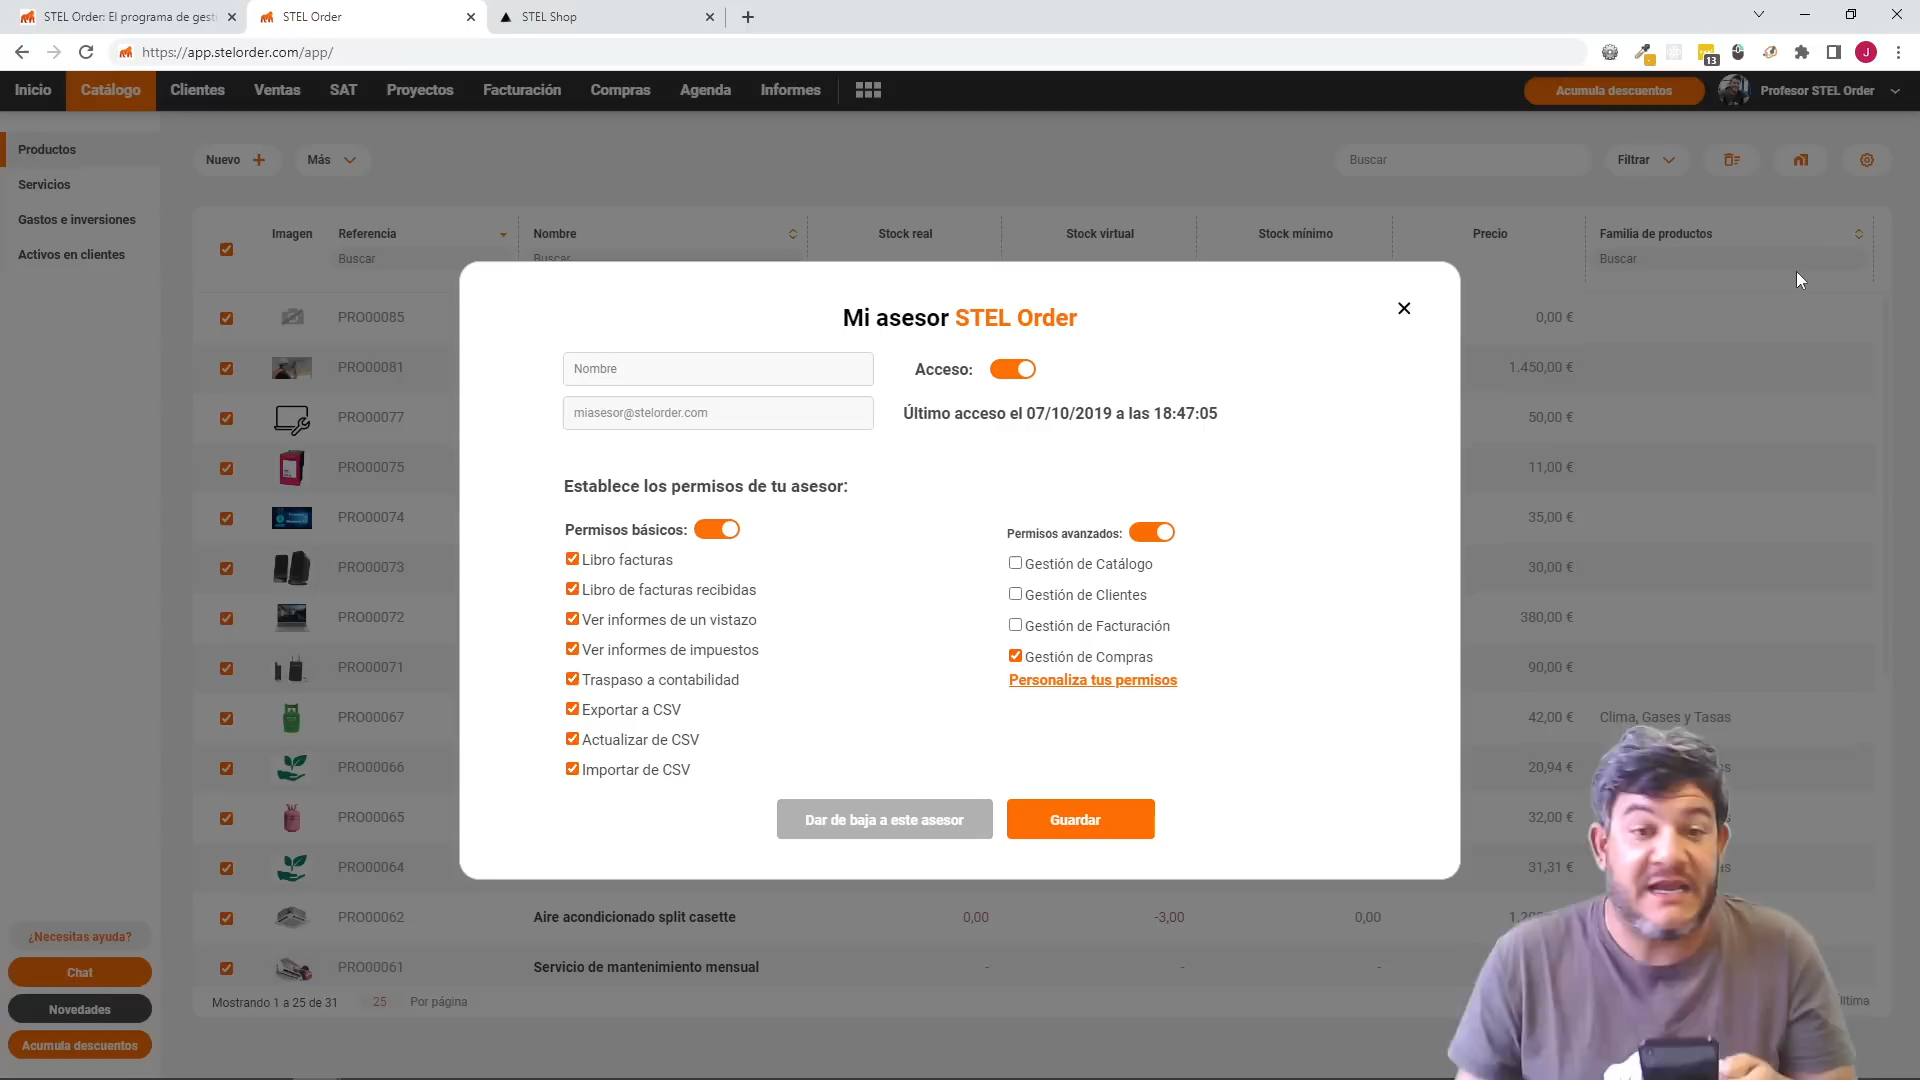 STEL Order: El programa de gest
STEL Order
STEL Shop
https://app.stelorder.com/app/
13
J
Inicio
Catálogo
Clientes
Ventas
SAT
Proyectos
Facturación
Compras
Agenda
Informes
Acumula descuentos
Profesor STEL Order
Productos
Servicios
Gastos e inversiones
Activos en clientes
Nuevo
Más
Buscar
Filtrar
Imagen
Referencia
Nombre
Stock real
Stock virtual
Stock mínimo
Precio
Familia de productos
Buscar
Buscar
Buscar
PRO00085
0,00 €
PRO00081
1.450,00 €
PRO00077
50,00 €
PRO00075
11,00 €
PRO00074
35,00 €
PRO00073
30,00 €
PRO00072
380,00 €
PRO00071
90,00 €
PRO00067
42,00 €
Clima, Gases y Tasas
PRO00066
20,94 €
PRO00065
32,00 €
PRO00064
31,31 €
PRO00062
Aire acondicionado split casette
0,00
-3,00
0,00
PRO00061
Servicio de mantenimiento mensual
-
-
-
Mostrando 1 a 25 de 31
25
Por página
Mi asesor STEL Order
Nombre
Acceso:
miasesor@stelorder.com
Último acceso el 07/10/2019 a las 18:47:05
Establece los permisos de tu asesor:
Permisos básicos:
Libro facturas
Libro de facturas recibidas
Ver informes de un vistazo
Ver informes de impuestos
Traspaso a contabilidad
Exportar a CSV
Actualizar de CSV
Importar de CSV
Permisos avanzados:
Gestión de Catálogo
Gestión de Clientes
Gestión de Facturación
Gestión de Compras
Personaliza tus permisos
Dar de baja a este asesor
Guardar
¿Necesitas ayuda?
Chat
Novedades
Acumula descuentos